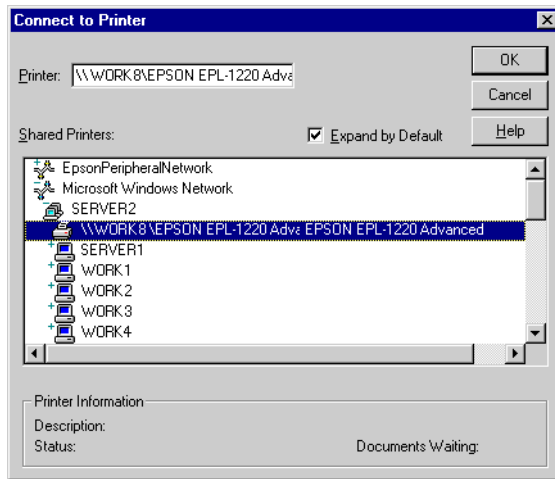 Connect to Printer
OK
Printer: \\WORK8\EPSON EPL-1220 Adva
Cancel
Shared Printers:
Expand by Default
Help
EpsonPeripheralNetwork
Microsoft Windows Network
SERVER2
\\WORK8\EPSON EPL-1220 Adva EPSON EPL-1220 Advanced
SERVER1
WORK1
WORK2
WORK3
WORK4
Printer Information
Description:
Status: Documents Waiting: